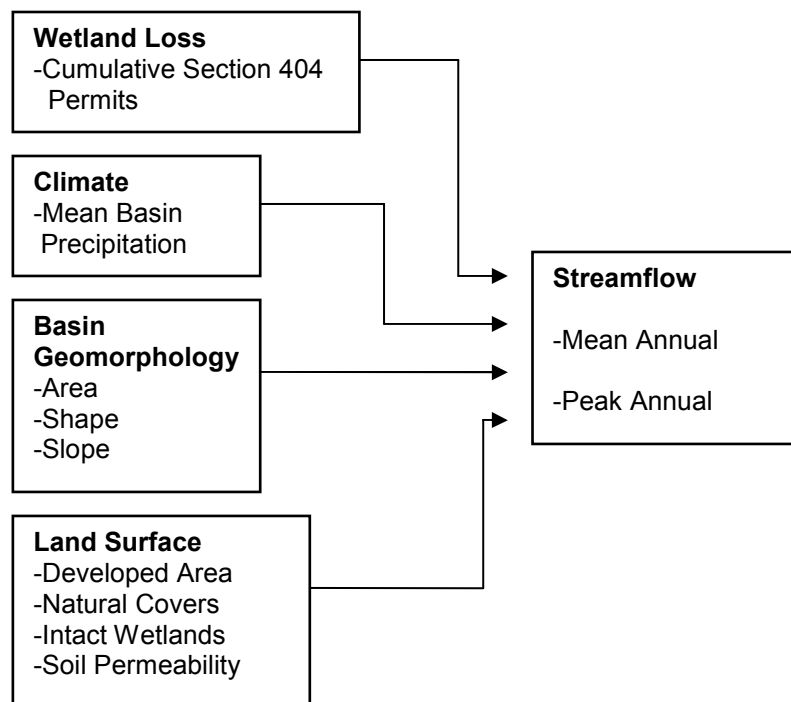 Wetland Loss
-Cumulative Section 404
Permits
Climate
-Mean Basin
Precipitation
Basin
Geomorphology
-Area
-Shape
-Slope
Land Surface
-Developed Area
-Natural Covers
-Intact Wetlands
-Soil Permeability
Streamflow
-Mean Annual
-Peak Annual